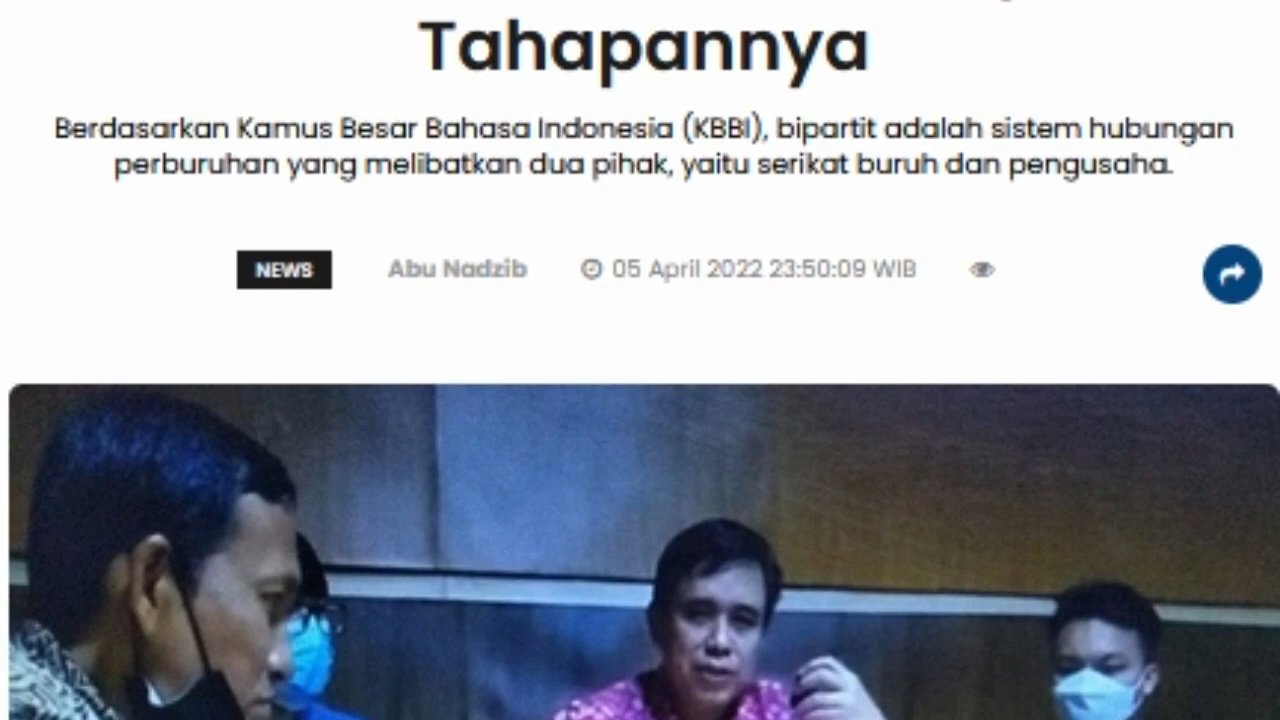 Tahapannya
Berdasarkan Kamus Besar Bahasa Indonesia (KBBI), bipartit adalah sistem hubungan
perburuhan yang melibatkan dua pihak, yaitu serikat buruh dan pengusaha.
NEWS Abu Nadzib 05 April 2022 23:50:09 WIB